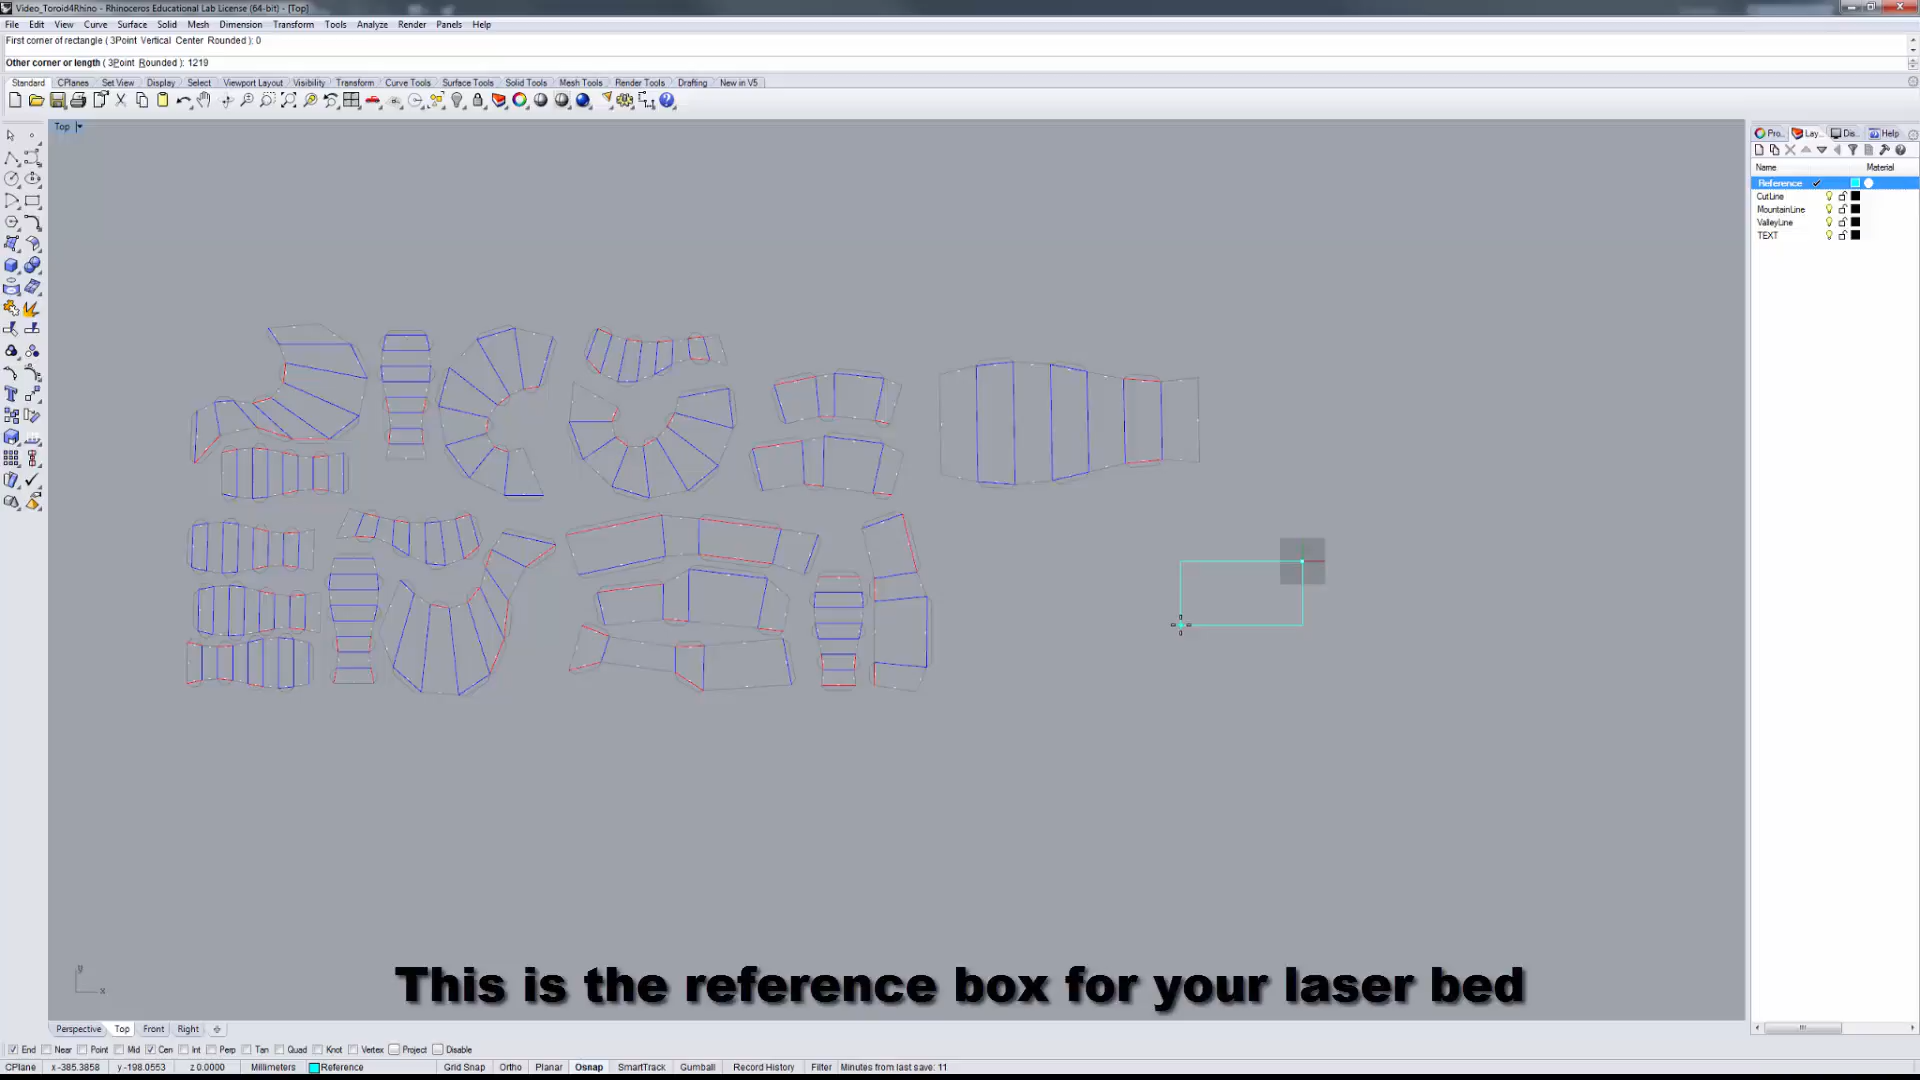 Video_Toroid4Rhino - Rhinoceros Educational Lab License (64-bit) - [Top]
File Edit View Curve Surface Solid Mesh Dimension Transform Tools Analyze Render Panels Help
First corner of rectangle ( 3Point Vertical Center Rounded ): 0
Other corner or length ( 3Point Rounded ): 1219
Standard CPlanes Set View Display Select Viewport Layout Visibility Transform Curve Tools Surface Tools Solid Tools Mesh Tools Render Tools Drafting New in V5
Top
Pro... Lay... Dis... Help
Name Material
Reference
CutLine
MountainLine
ValleyLine
TEXT
y
x
This is the reference box for your laser bed
Perspective Top Front Right
End Near Point Mid Cen Int Perp Tan Quad Knot Vertex Project Disable
CPlane x -385.3858 y -198.0553 z 0.0000 Millimeters Reference Grid Snap Ortho Planar Osnap SmartTrack Gumball Record History Filter Minutes from last save: 11